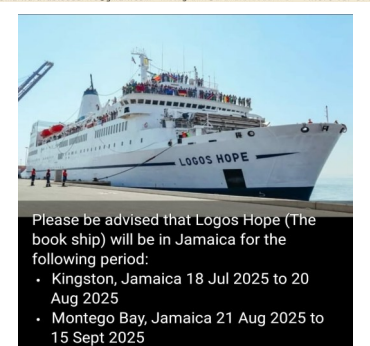 LOGOS HOPE
Please be advised that Logos Hope (The
book ship) will be in Jamaica for the
following period:
• Kingston, Jamaica 18 Jul 2025 to 20
Aug 2025
• Montego Bay, Jamaica 21 Aug 2025 to
15 Sept 2025